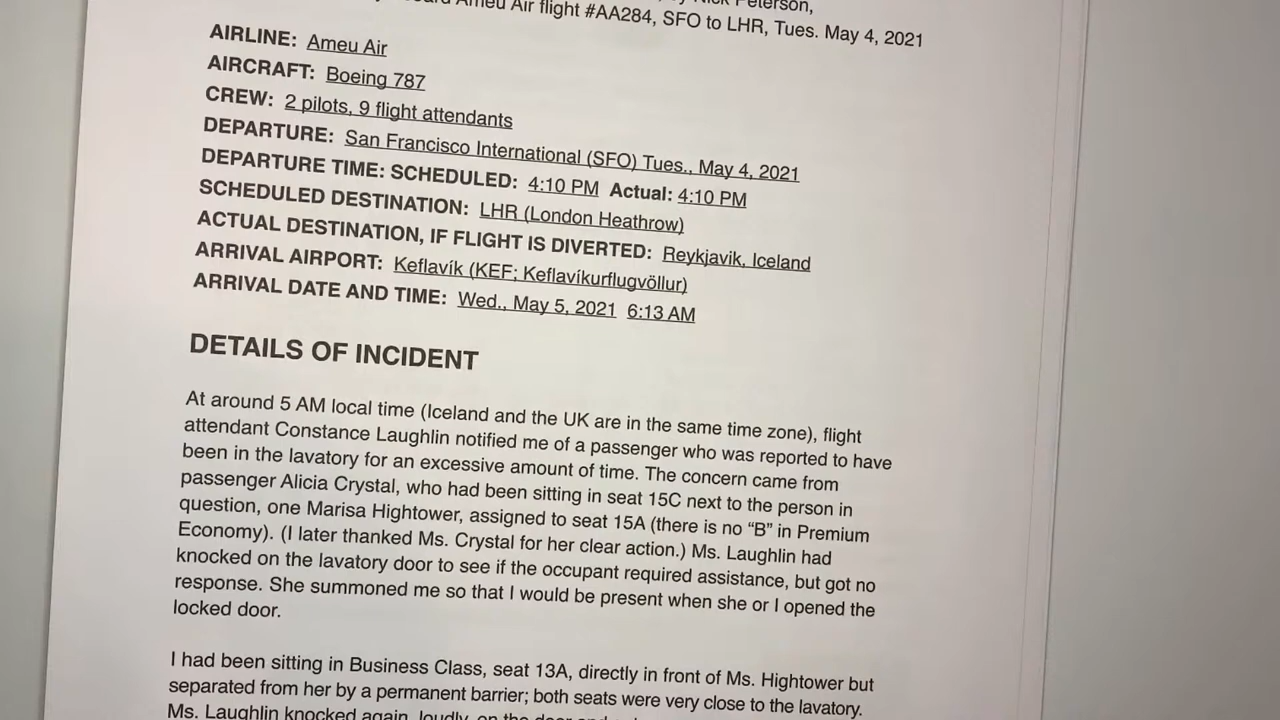 Nick Peterson,
Ameu Air flight #AA284, SFO to LHR, Tues. May 4, 2021
AIRLINE: Ameu Air
AIRCRAFT: Boeing 787
CREW: 2 pilots, 9 flight attendants
DEPARTURE: San Francisco International (SFO) Tues., May 4, 2021
DEPARTURE TIME: SCHEDULED: 4:10 PM Actual: 4:10 PM
SCHEDULED DESTINATION: LHR (London Heathrow)
ACTUAL DESTINATION, IF FLIGHT IS DIVERTED: Reykjavik, Iceland
ARRIVAL AIRPORT: Keflavík (KEF; Keflavíkurflugvöllur)
ARRIVAL DATE AND TIME: Wed., May 5, 2021 6:13 AM
DETAILS OF INCIDENT
At around 5 AM local time (Iceland and the UK are in the same time zone), flight
attendant Constance Laughlin notified me of a passenger who was reported to have
been in the lavatory for an excessive amount of time. The concern came from
passenger Alicia Crystal, who had been sitting in seat 15C next to the person in
question, one Marisa Hightower, assigned to seat 15A (there is no “B” in Premium
Economy). (I later thanked Ms. Crystal for her clear action.) Ms. Laughlin had
knocked on the lavatory door to see if the occupant required assistance, but got no
response. She summoned me so that I would be present when she or I opened the
locked door.
I had been sitting in Business Class, seat 13A, directly in front of Ms. Hightower but
separated from her by a permanent barrier; both seats were very close to the lavatory.
Ms. Laughlin knocked again, loudly, on the door and